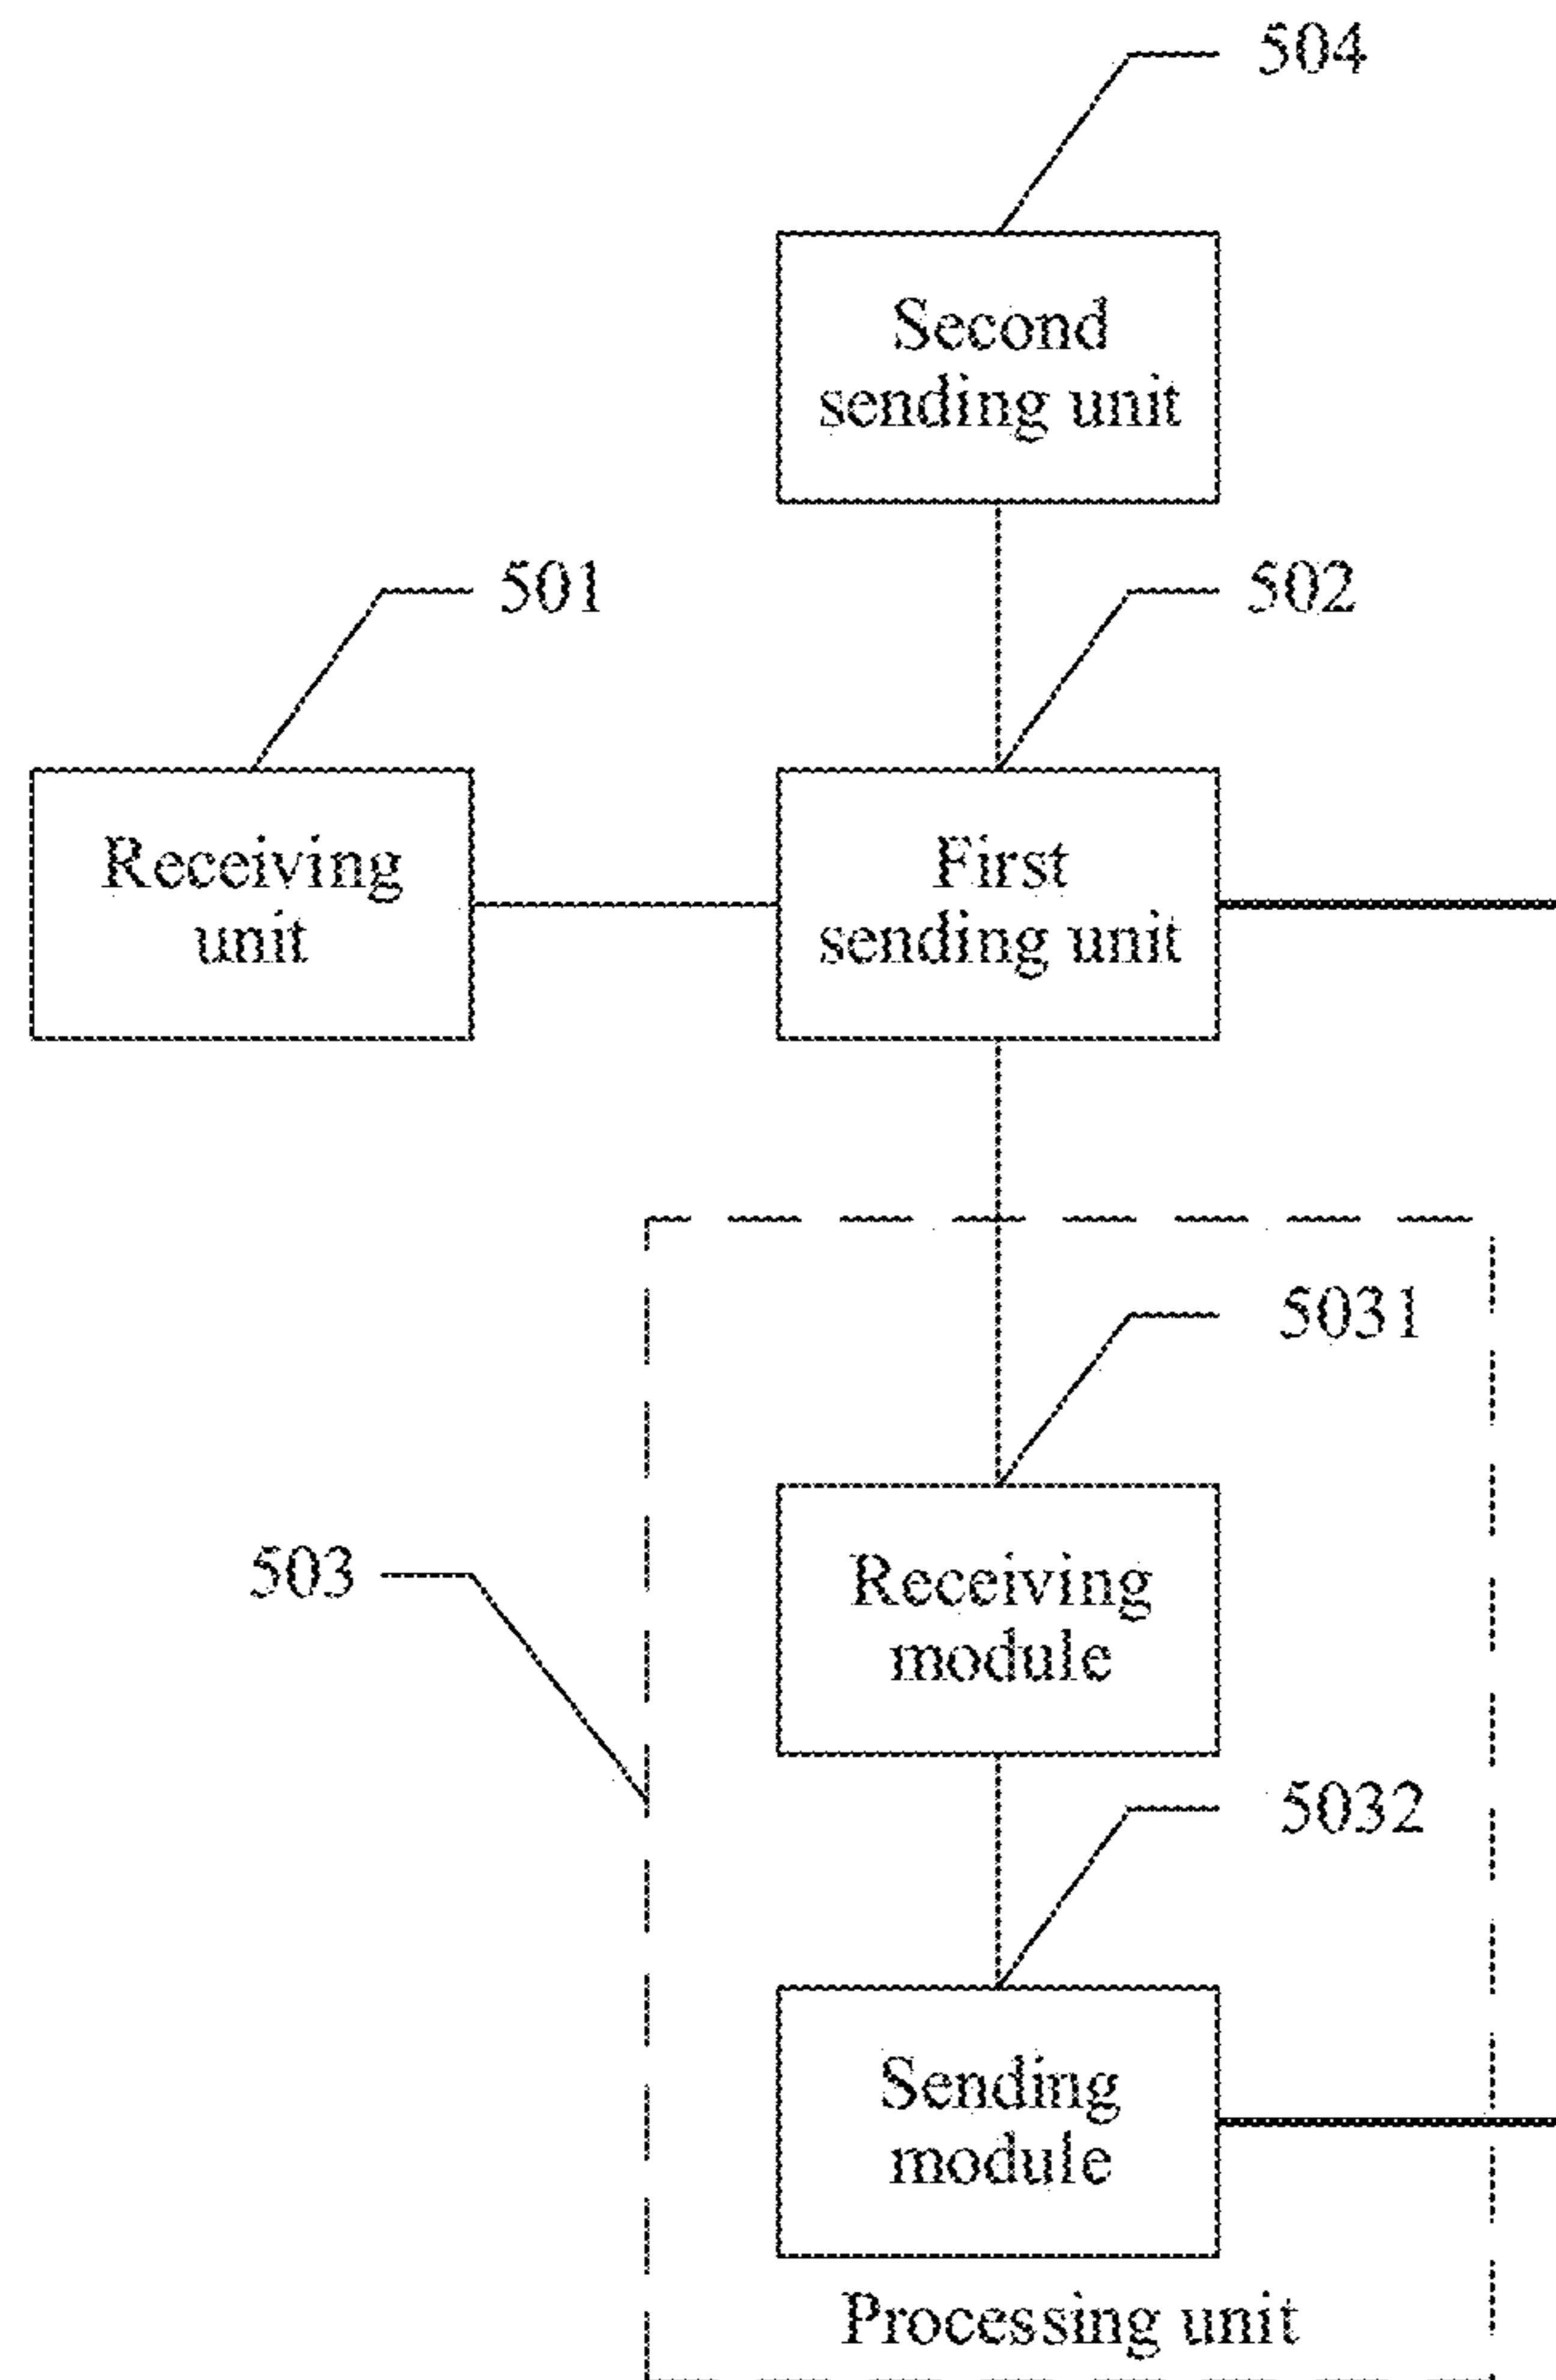 504
Second
sending unit
501
502
Receiving
unit
First
sending unit
5031
503
Receiving
module
5032
Sending
module
Processing unit